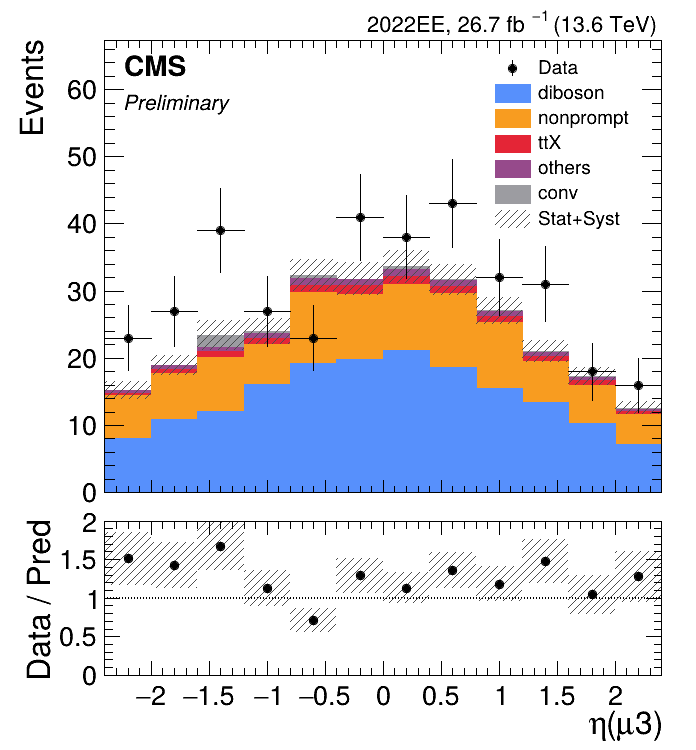 2022EE, 26.7 fb ⁻¹ (13.6 TeV)
CMS
Preliminary
Events
Data
diboson
nonprompt
ttX
others
conv
Stat+Syst
60
50
40
30
20
10
0
Data / Pred
2
1.5
1
0.5
0
−2 −1.5 −1 −0.5 0 0.5 1 1.5 2
η(μ3)